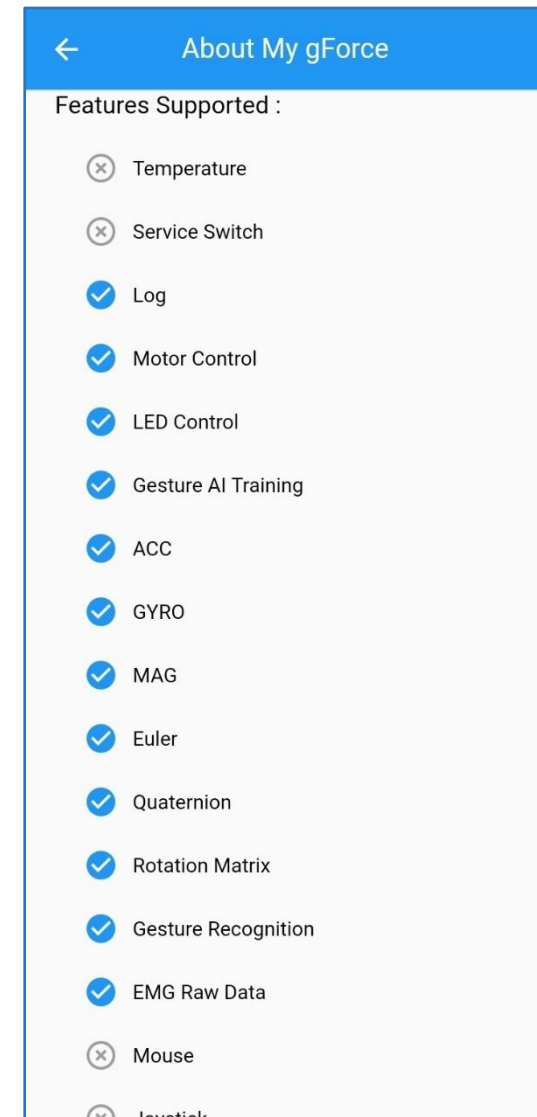 About My gForce
Features Supported :
Temperature
Service Switch
Log
Motor Control
LED Control
Gesture AI Training
ACC
GYRO
MAG
Euler
Quaternion
Rotation Matrix
Gesture Recognition
EMG Raw Data
Mouse
Joystick